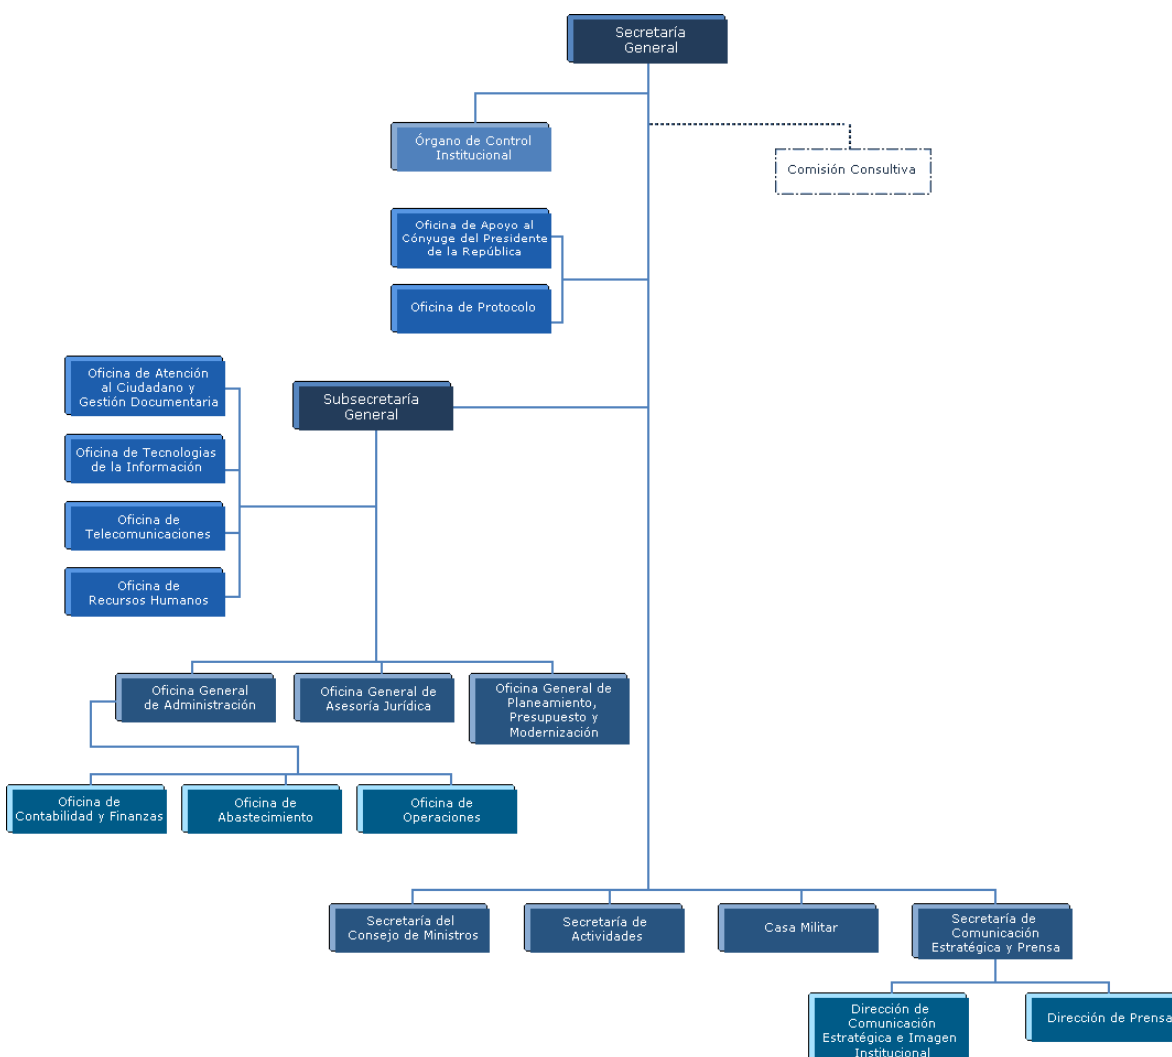 Secretaría
General
Órgano de Control
Institucional
Comisión Consultiva
Oficina de Apoyo al
Cónyuge del Presidente
de la República
Oficina de Protocolo
Oficina de Atención
al Ciudadano y
Gestión Documentaria
Subsecretaría
General
Oficina de Tecnologias
de la Información
Oficina de
Telecomunicaciones
Oficina de
Recursos Humanos
Oficina General
de Administración
Oficina General de
Asesoría Jurídica
Oficina General de
Planeamiento,
Presupuesto y
Modernización
Oficina de
Contabilidad y Finanzas
Oficina de
Abastecimiento
Oficina de
Operaciones
Secretaría del
Consejo de Ministros
Secretaría de
Actividades
Casa Militar
Secretaría de
Comunicación
Estratégica y Prensa
Dirección de
Comunicación
Estratégica e Imagen
Institucional
Dirección de Prensa